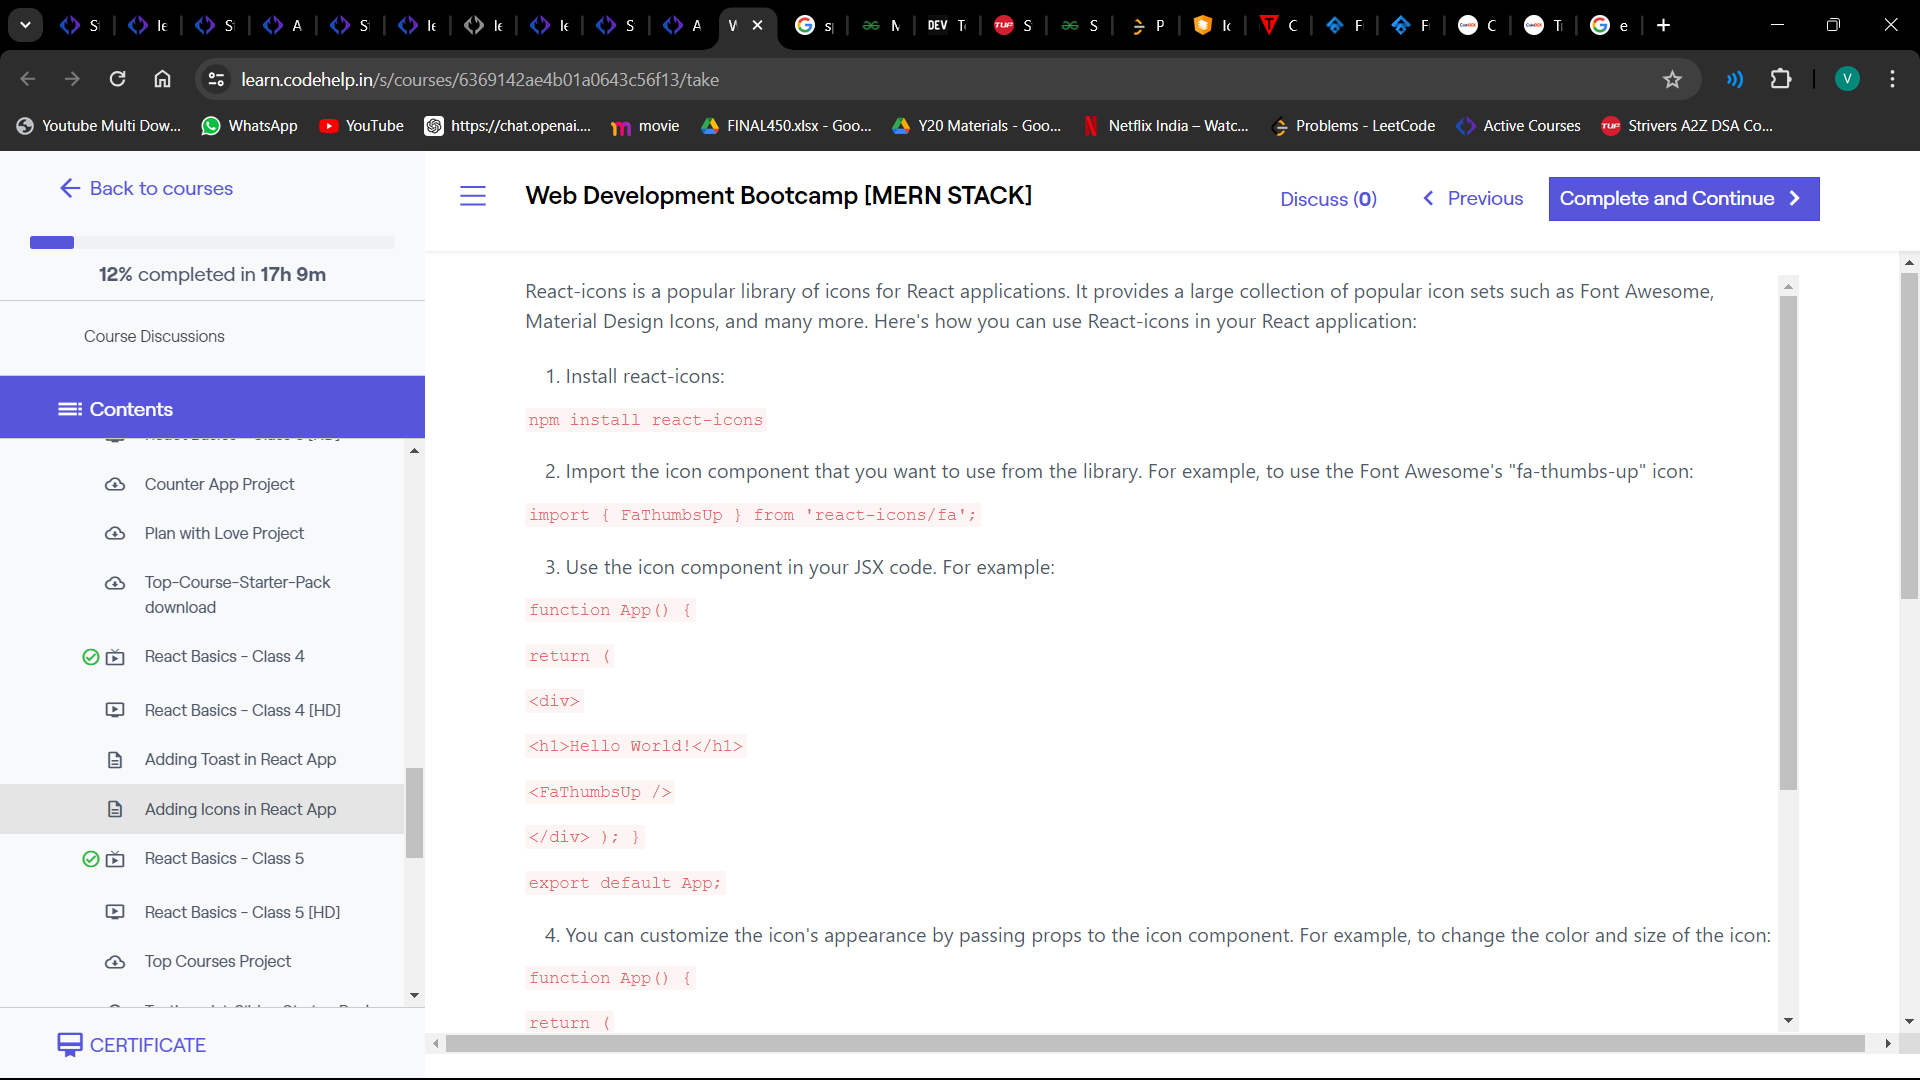 S
Ie
S
A
S
Ie
Ie
Ie
S
A
W
s
M
DEV
T
TUF
S
S
P
Ic
C
F
F
C
T
e
learn.codehelp.in/s/courses/6369142ae4b01a0643c56f13/take
V
Youtube Multi Dow...
WhatsApp
YouTube
https://chat.openai....
movie
FINAL450.xlsx - Goo...
Y20 Materials - Goo...
Netflix India – Watc...
Problems - LeetCode
Active Courses
TUF
Strivers A2Z DSA Co...
Back to courses
12% completed in 17h 9m
Course Discussions
Contents
Counter App Project
Plan with Love Project
Top-Course-Starter-Pack
download
React Basics - Class 4
React Basics - Class 4 [HD]
Adding Toast in React App
Adding Icons in React App
React Basics - Class 5
React Basics - Class 5 [HD]
Top Courses Project
CERTIFICATE
Web Development Bootcamp [MERN STACK]
Discuss (0)
Previous
Complete and Continue
React-icons is a popular library of icons for React applications. It provides a large collection of popular icon sets such as Font Awesome,
Material Design Icons, and many more. Here's how you can use React-icons in your React application:
1. Install react-icons:
npm install react-icons
2. Import the icon component that you want to use from the library. For example, to use the Font Awesome's "fa-thumbs-up" icon:
import { FaThumbsUp } from 'react-icons/fa';
3. Use the icon component in your JSX code. For example:
function App() {
return (
<div>
<h1>Hello World!</h1>
<FaThumbsUp />
</div> ); }
export default App;
4. You can customize the icon's appearance by passing props to the icon component. For example, to change the color and size of the icon:
function App() {
return (